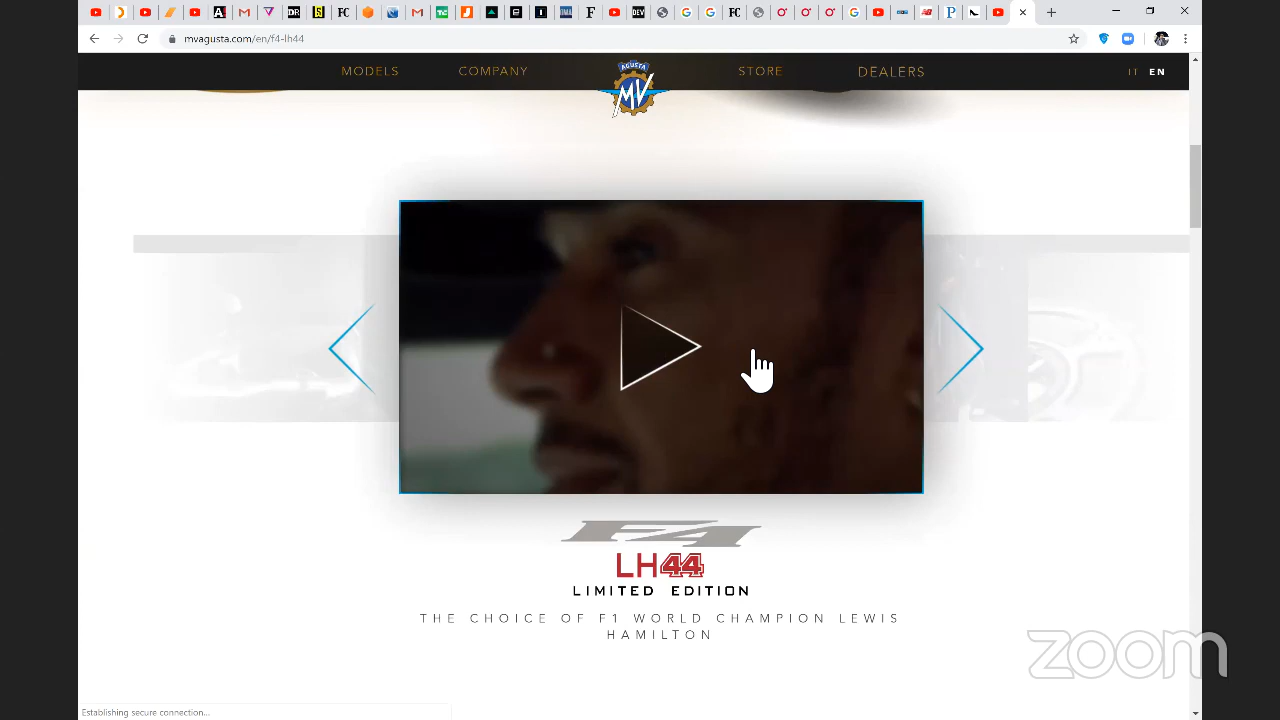 mvagusta.com/en/f4-lh44
MODELS COMPANY STORE DEALERS IT EN
AGUSTA
MV
F4
LH44
LIMITED EDITION
THE CHOICE OF F1 WORLD CHAMPION LEWIS
HAMILTON
zoom
Establishing secure connection...